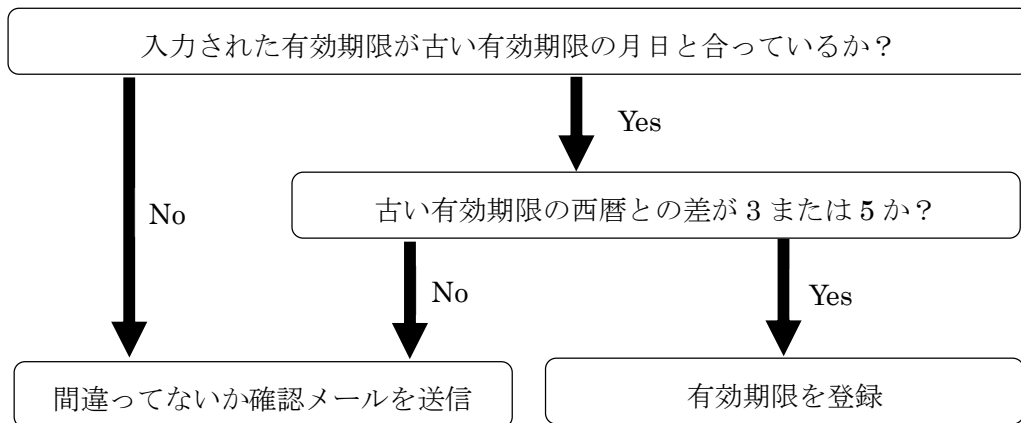 入力された有効期限が古い有効期限の月日と合っているか？
Yes
No
古い有効期限の西暦との差が 3 または 5 か？
No
Yes
間違ってないか確認メールを送信
有効期限を登録